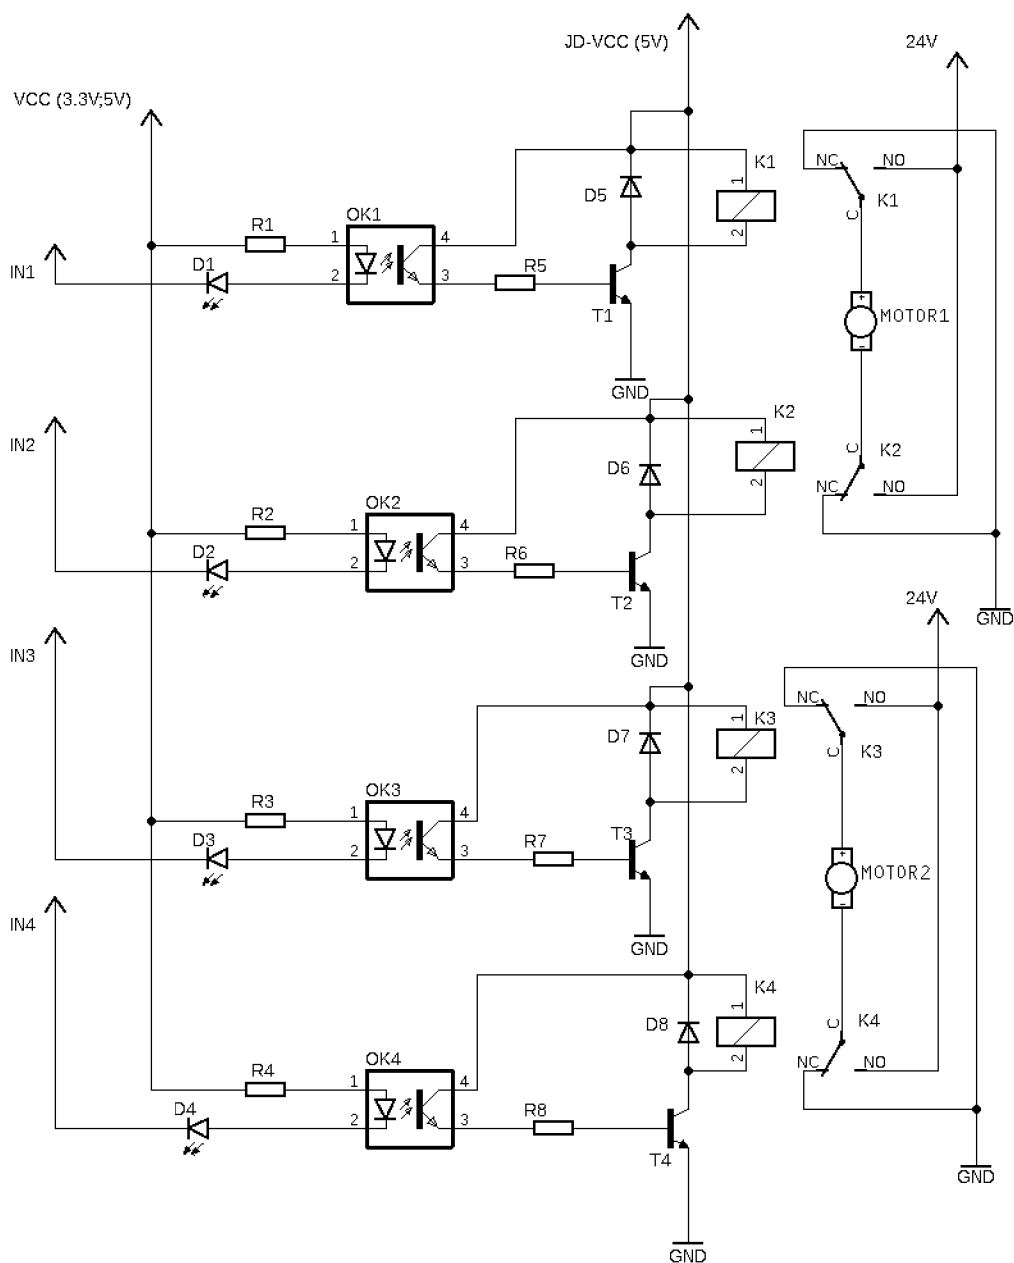 JD-VCC (5V)
24V
VCC (3.3V;5V)
K1
1
2
D5
NC NO
K1
C
OK1
R1
1 4
IN1
D1
2 3
R5
T1
GND
+
MOTOR1
-
IN2
K2
1
2
D6
C
K2
NC NO
OK2
R2
1 4
D2
2 3
R6
T2
GND
GND
24V
IN3
K3
1
2
D7
NC NO
C
K3
OK3
R3
1 4
D3
2 3
R7
T3
GND
+
MOTOR2
-
IN4
K4
1
2
D8
C
K4
NC NO
OK4
R4
1 4
D4
2 3
R8
T4
GND
GND